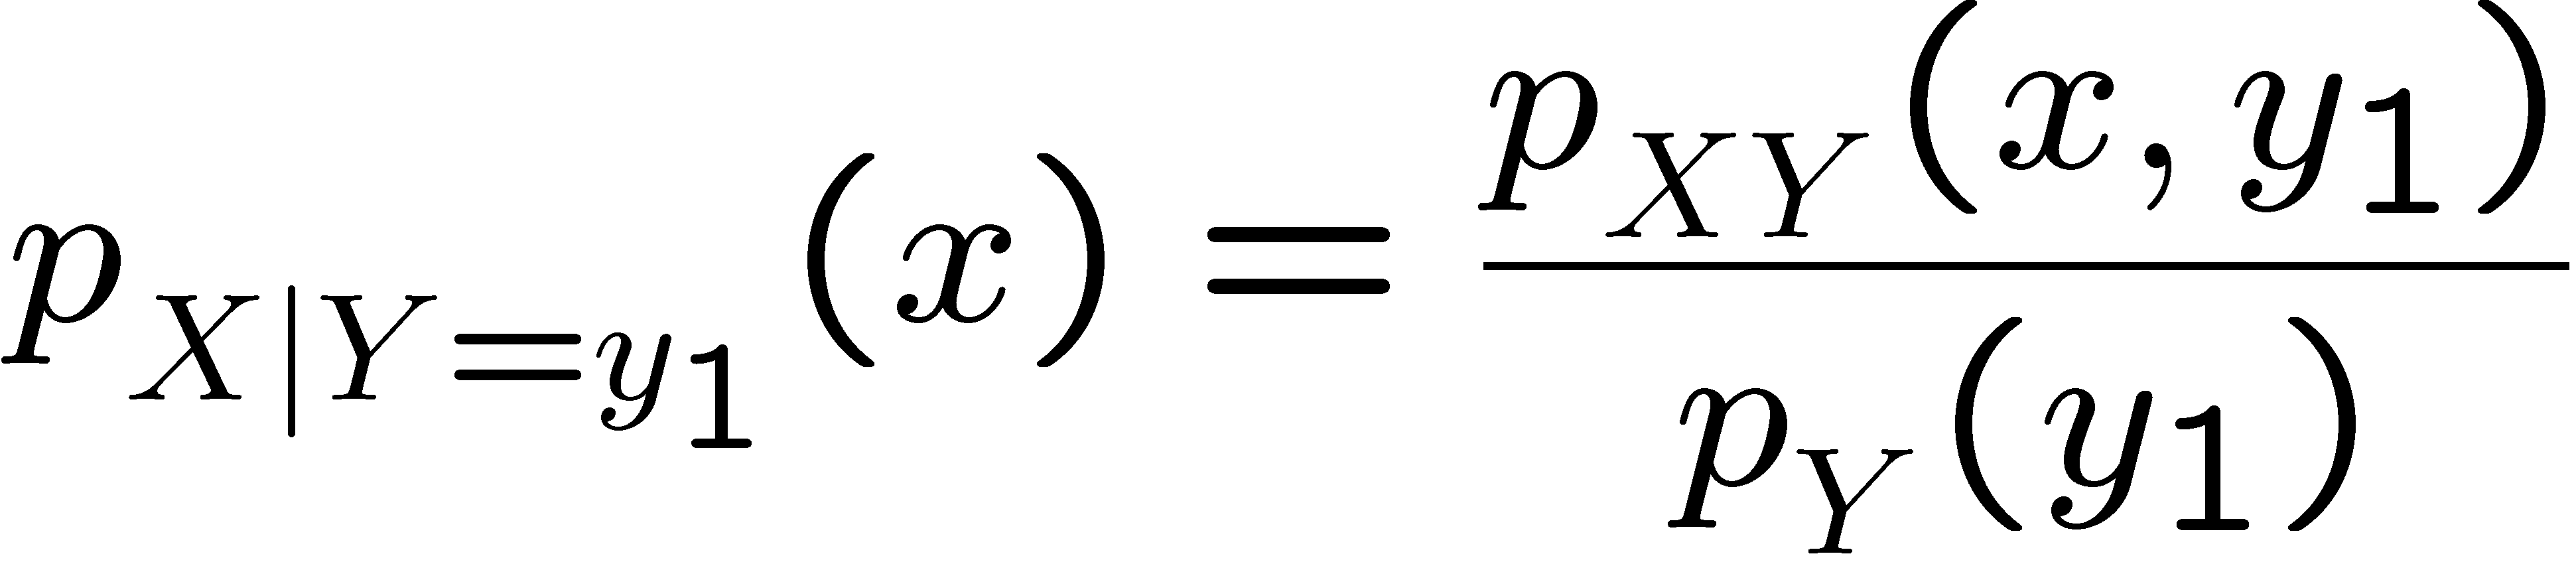 p_{X|Y=y_1}(x) = \frac{p_{XY}(x, y_1)}{p_Y(y_1)}